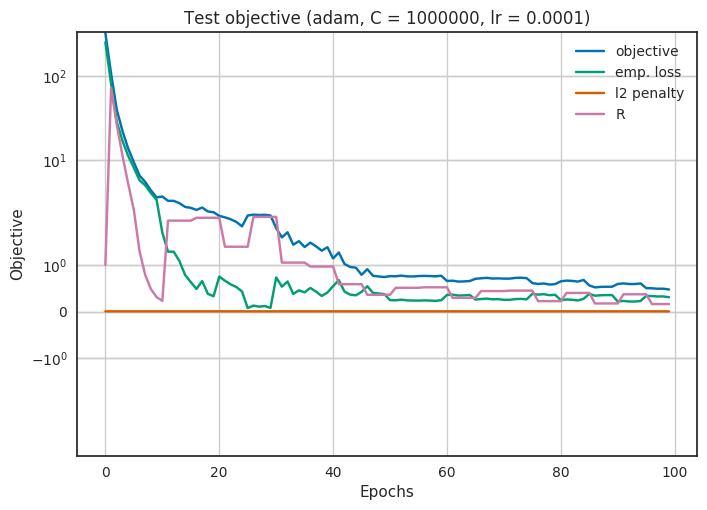 Test objective (adam, C = 1000000, lr = 0.0001)
objective
emp. loss
l2 penalty
R
Objective
10²
10¹
10⁰
0
−10⁰
0
20
40
60
80
100
Epochs